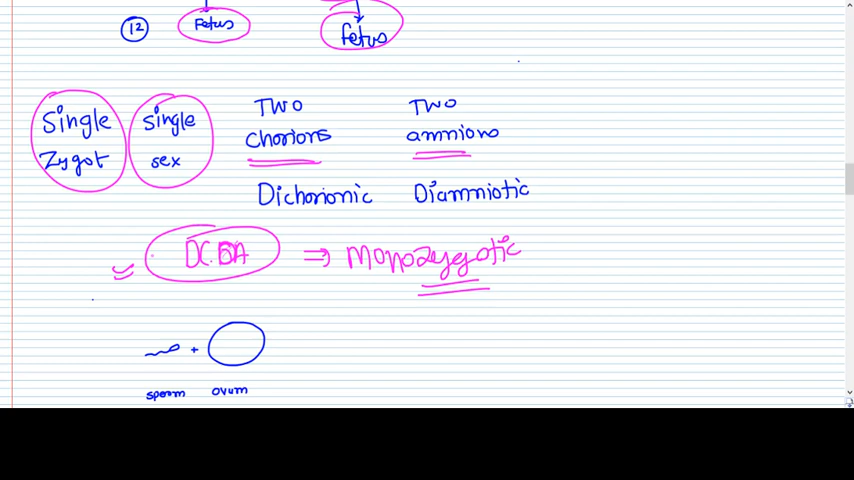 12 Fetus fetus
Single single TWO TWO
Zygot sex chorions amnions
Dichorionic Diamniotic
DC.DA ⇒ Monozygotic
+
sperm ovum